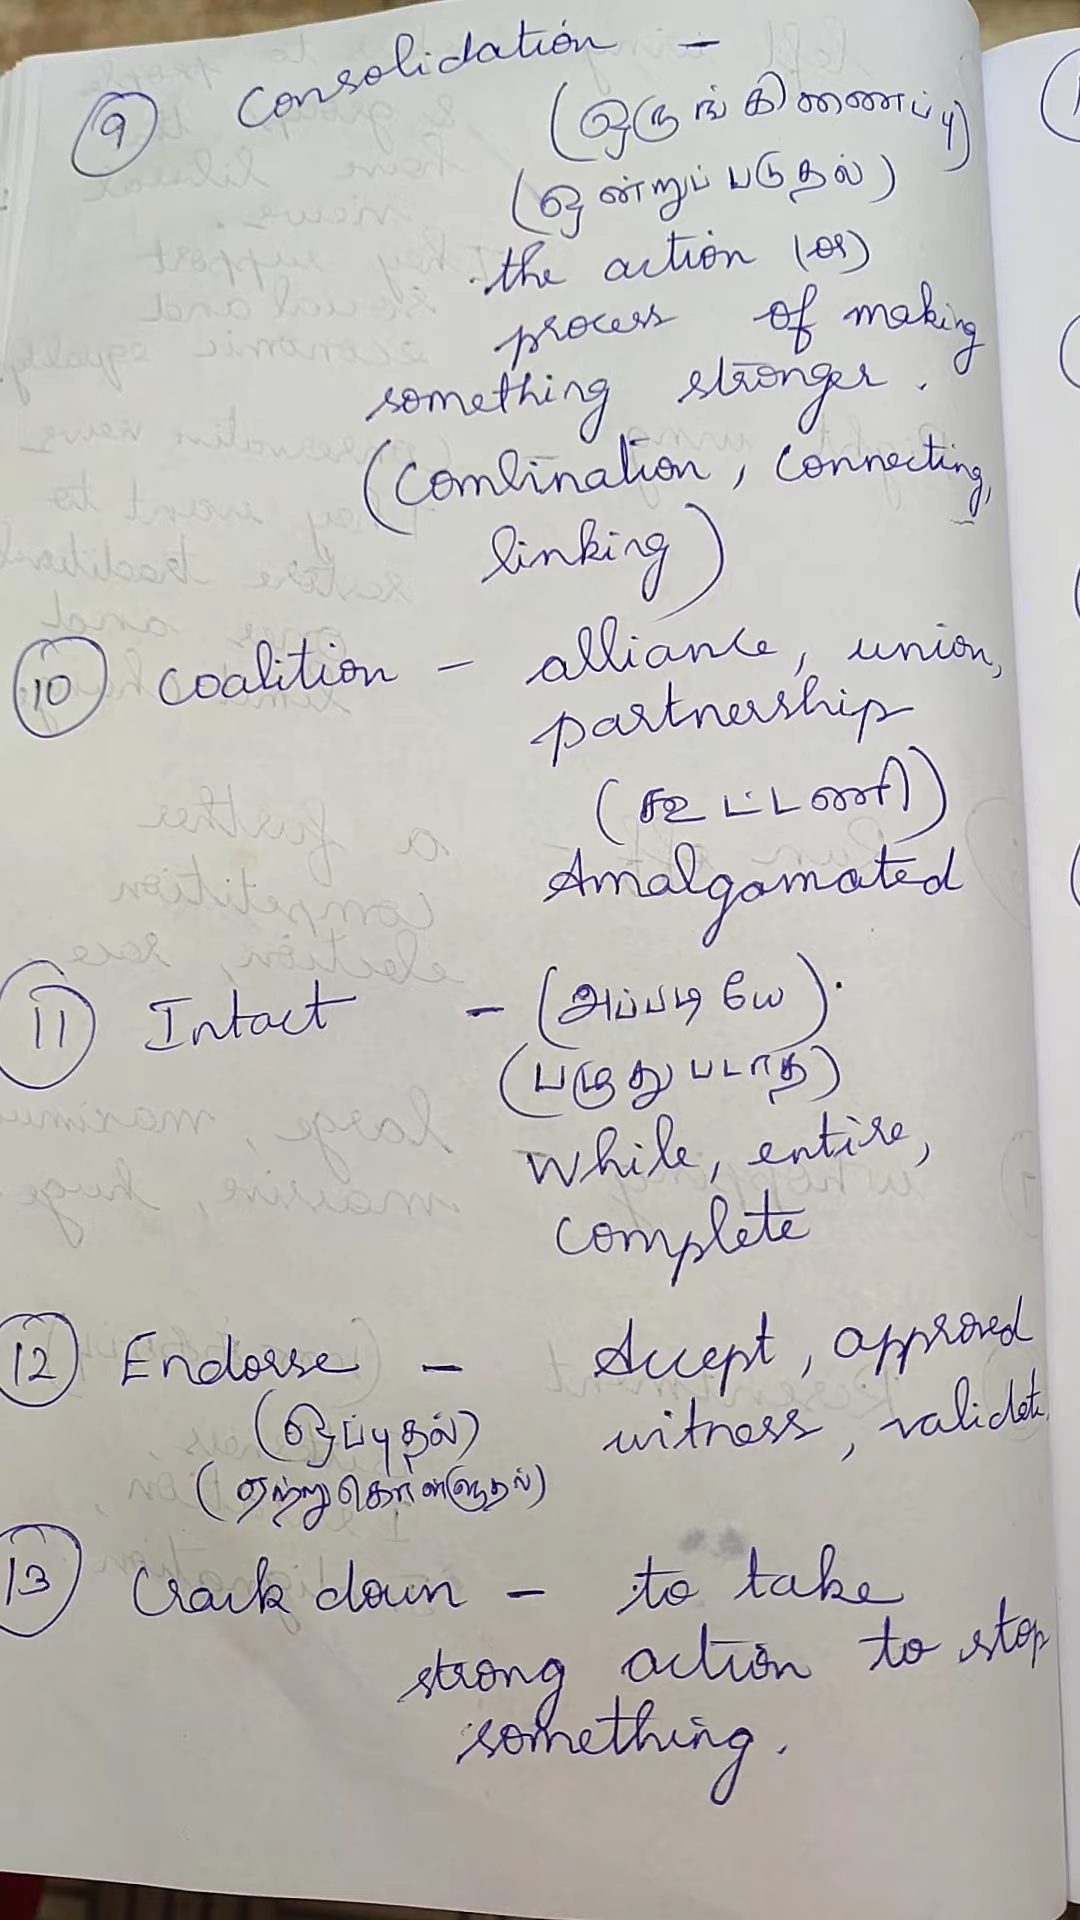 9 Consolidation -
(ஒருங்கிணைப்பு)
(ஒன்றுப்படுதல்)
the action (or)
process of making
something stronger.
(Combination, Connecting,
linking)
10 Coalition - alliance, union,
partnership
(கூட்டணி)
Amalgamated
11 Intact - (அப்படியே).
(பழுதுபடாத)
while, entire,
complete
12 Endorse - Accept, approved
(ஒப்புதல்) witness, validate,
(ஏற்றுகொள்ளுதல்)
13 Crack down - to take
strong action to stop
something.